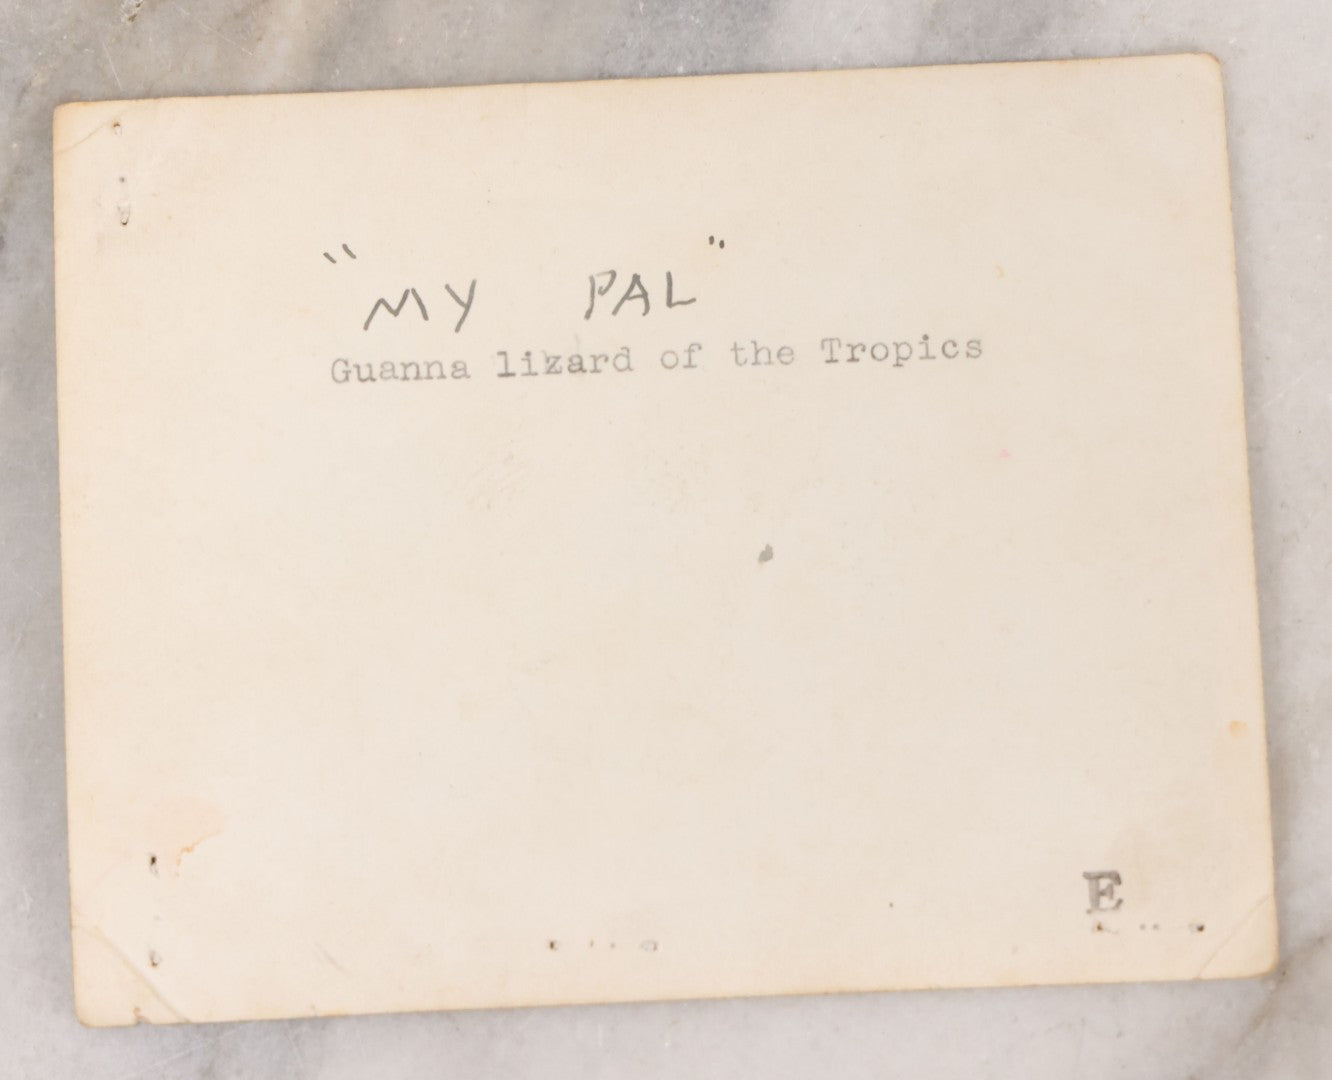 "MY PAL"
Guanna lizard of the Tropics
E